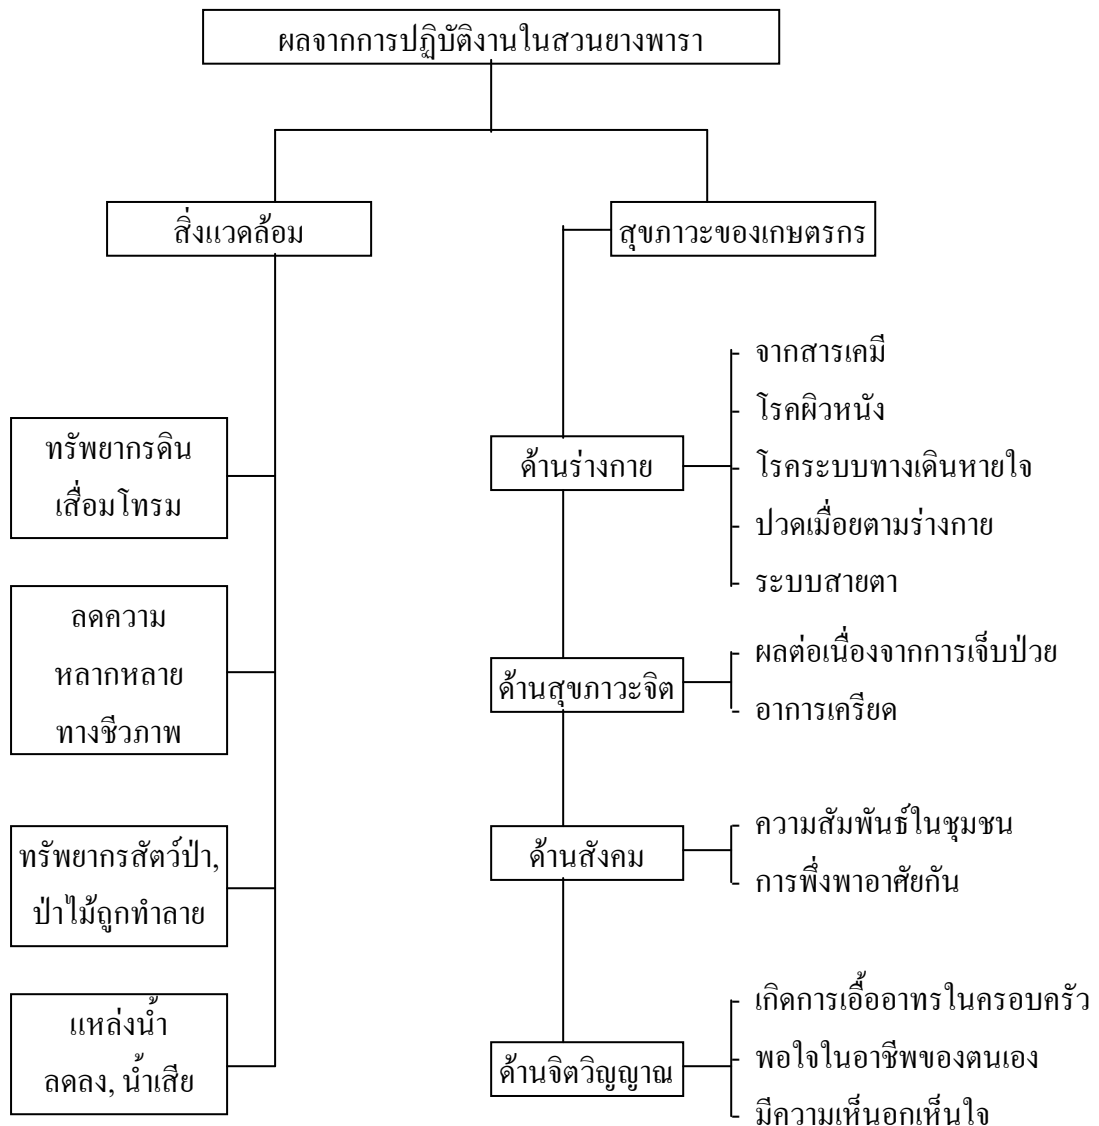 ผลจากการปฏิบัติงานในสวนยางพารา
สิ่งแวดล้อม
สุขภาวะของเกษตรกร
ทรัพยากรดิน
เสื่อมโทรม
ลดความ
หลากหลาย
ทางชีวภาพ
ทรัพยากรสัตว์ป่า,
ป่าไม้ถูกทำลาย
แหล่งน้ำ
ลดลง, น้ำเสีย
ด้านร่างกาย
- จากสารเคมี
- โรคผิวหนัง
- โรคระบบทางเดินหายใจ
- ปวดเมื่อยตามร่างกาย
- ระบบสายตา
ด้านสุขภาวะจิต
- ผลต่อเนื่องจากการเจ็บป่วย
- อาการเครียด
ด้านสังคม
- ความสัมพันธ์ในชุมชน
- การพึ่งพาอาศัยกัน
ด้านจิตวิญญาณ
- เกิดการเอื้ออาทรในครอบครัว
- พอใจในอาชีพของตนเอง
- มีความเห็นอกเห็นใจ